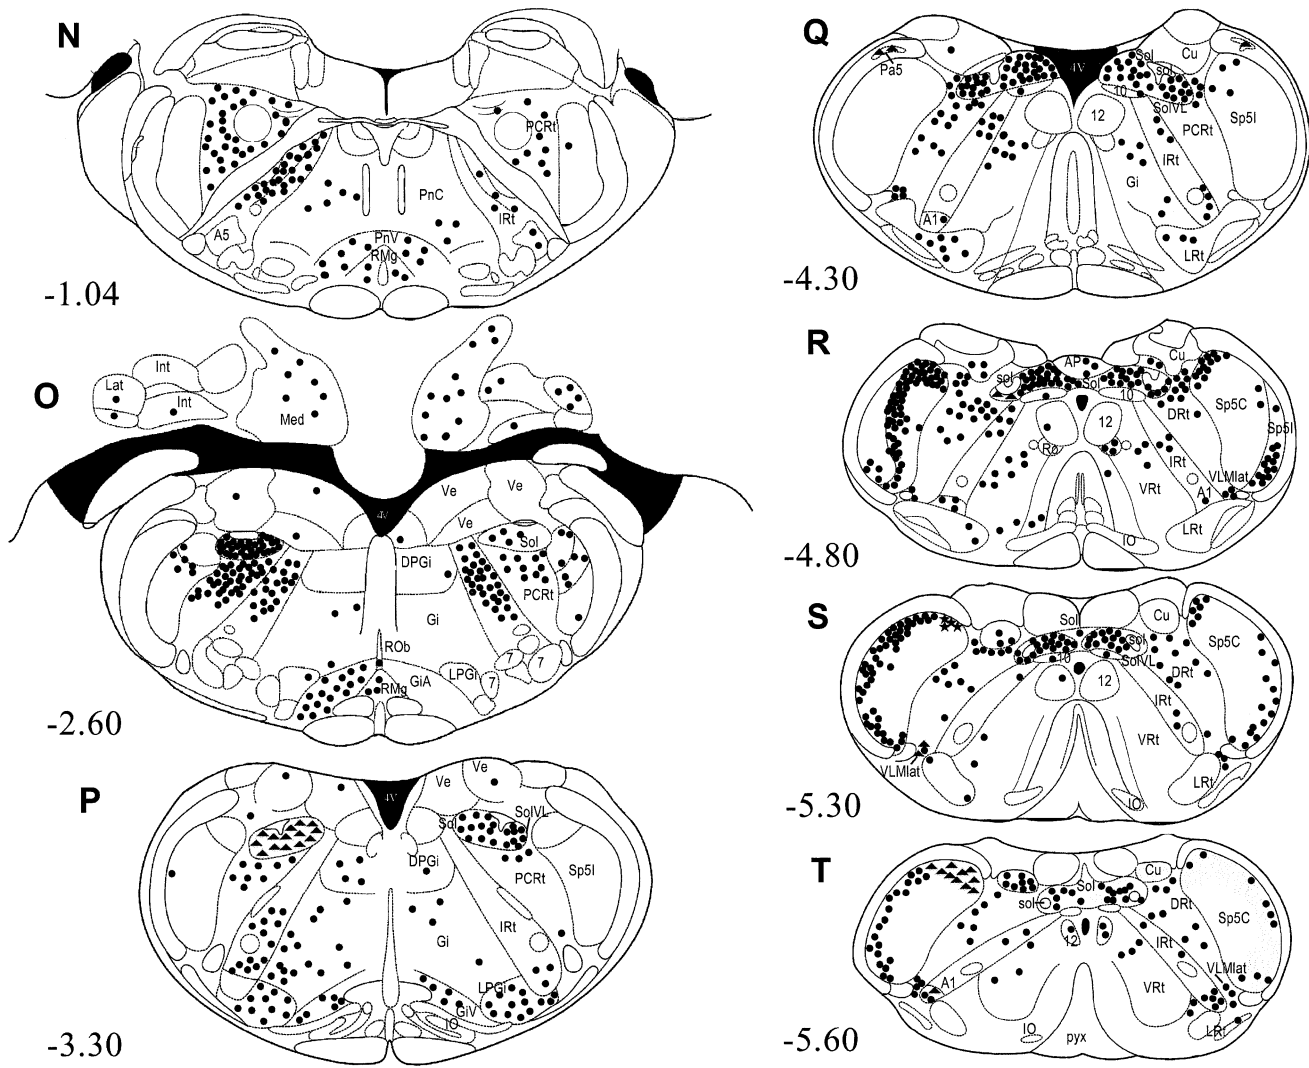 N
PCRt
PnC
IRt
A5
PnV
RMg
-1.04
O
Int
Lat
Int
Med
Ve
Ve
4V
Ve
Sol
DPGi
PCRt
Gi
ROb
7
7
LPGi
GiA
7
RMg
-2.60
P
Ve
Ve
4V
SolVL
Sol
DPGi
Sp5I
PCRt
IRt
Gi
LPGi
GiV
IO
-3.30
Q
Sol
Cu
4V
sol
Pa5
10
SolVL
12
Sp5I
PCRt
IRt
Gi
A1
LRt
-4.30
R
AP
Cu
sol
Sol
10
Sp5C
DRt
12
Sp5I
Ro
IRt
VLMlat
VRt
A1
LRt
IO
-4.80
S
Sol
Cu
sol
Sp5C
10
SolVL
DRt
12
IRt
VRt
VLMlat
LRt
IO
-5.30
T
Cu
Sol
sol
DRt
Sp5C
12
IRt
VLMlat
A1
VRt
IO
LRt
pyx
-5.60